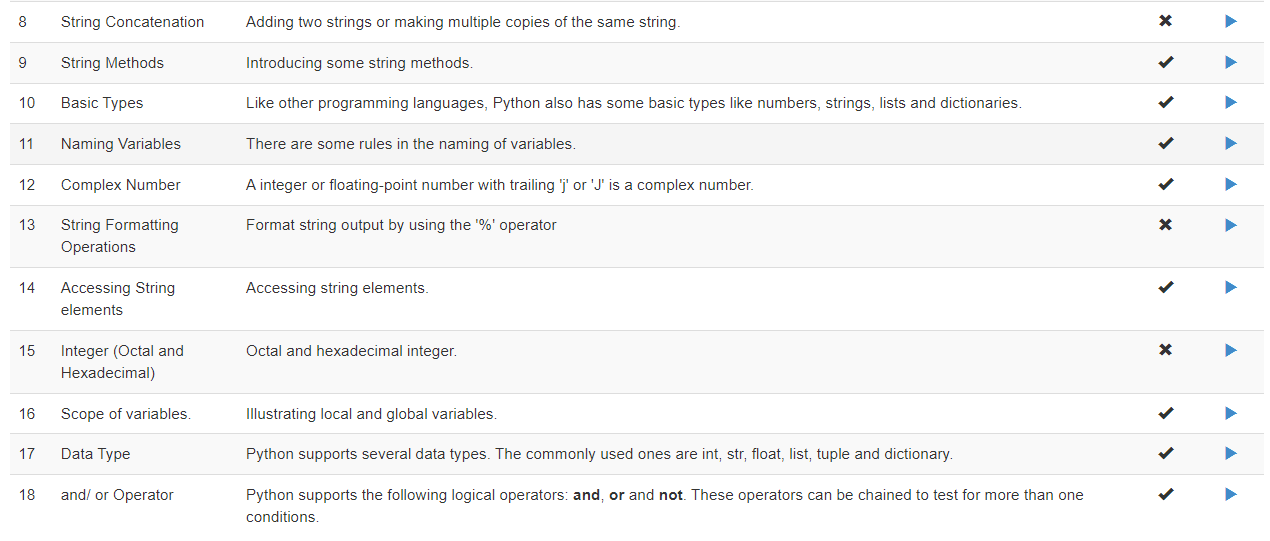 8 String Concatenation Adding two strings or making multiple copies of the same string. ✖
9 String Methods Introducing some string methods. ✔
10 Basic Types Like other programming languages, Python also has some basic types like numbers, strings, lists and dictionaries. ✔
11 Naming Variables There are some rules in the naming of variables. ✔
12 Complex Number A integer or floating-point number with trailing 'j' or 'J' is a complex number. ✔
13 String Formatting Format string output by using the '%' operator ✖
Operations
14 Accessing String Accessing string elements. ✔
elements
15 Integer (Octal and Octal and hexadecimal integer. ✖
Hexadecimal)
16 Scope of variables. Illustrating local and global variables. ✔
17 Data Type Python supports several data types. The commonly used ones are int, str, float, list, tuple and dictionary. ✔
18 and/ or Operator Python supports the following logical operators: and, or and not. These operators can be chained to test for more than one ✔
conditions.